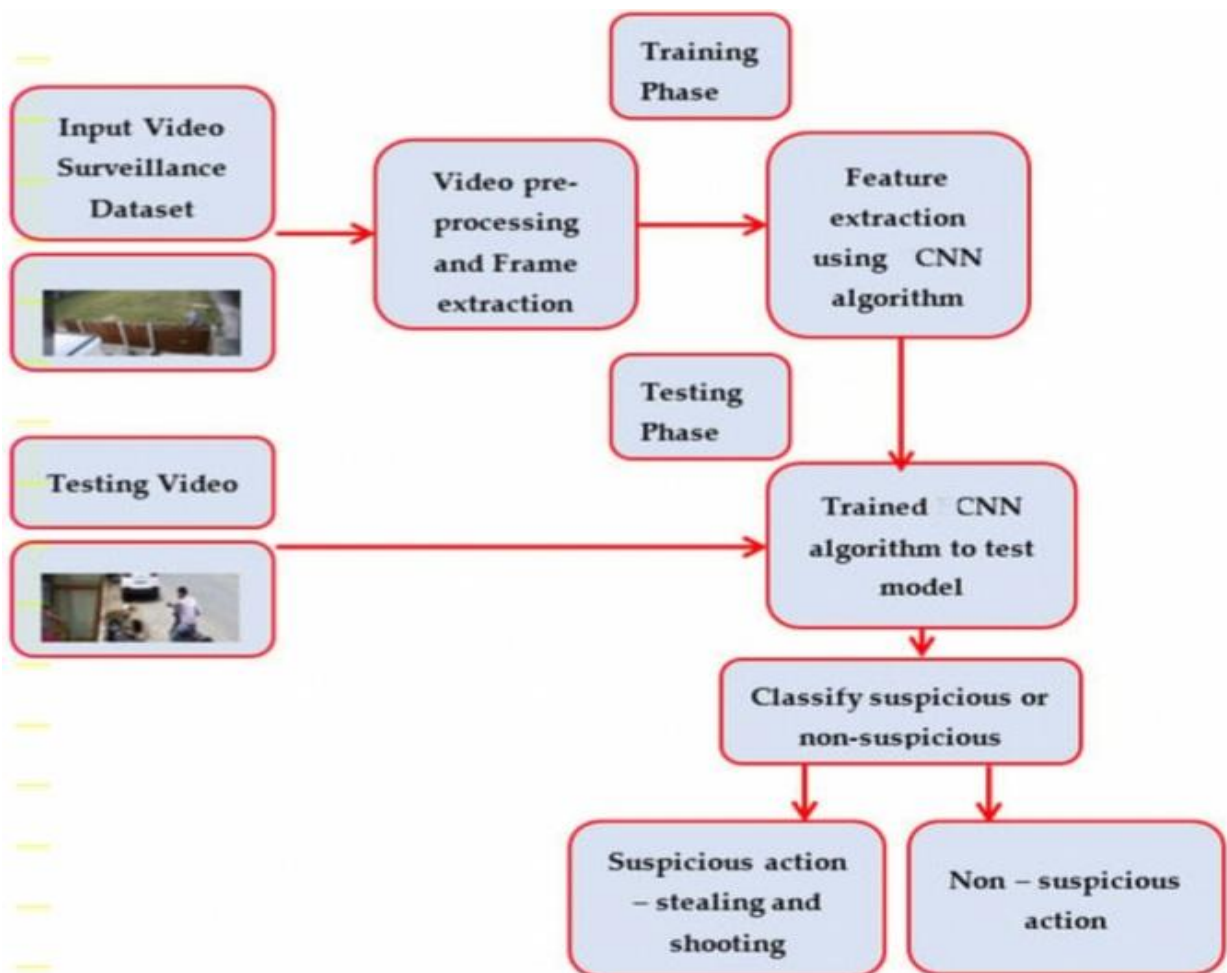 Training
Phase
Input Video
Surveillance
Dataset
Video pre-
processing
and Frame
extraction
Feature
extraction
using CNN
algorithm
Testing
Phase
Testing Video
Trained CNN
algorithm to test
model
Classify suspicious or
non-suspicious
Suspicious action
– stealing and
shooting
Non – suspicious
action